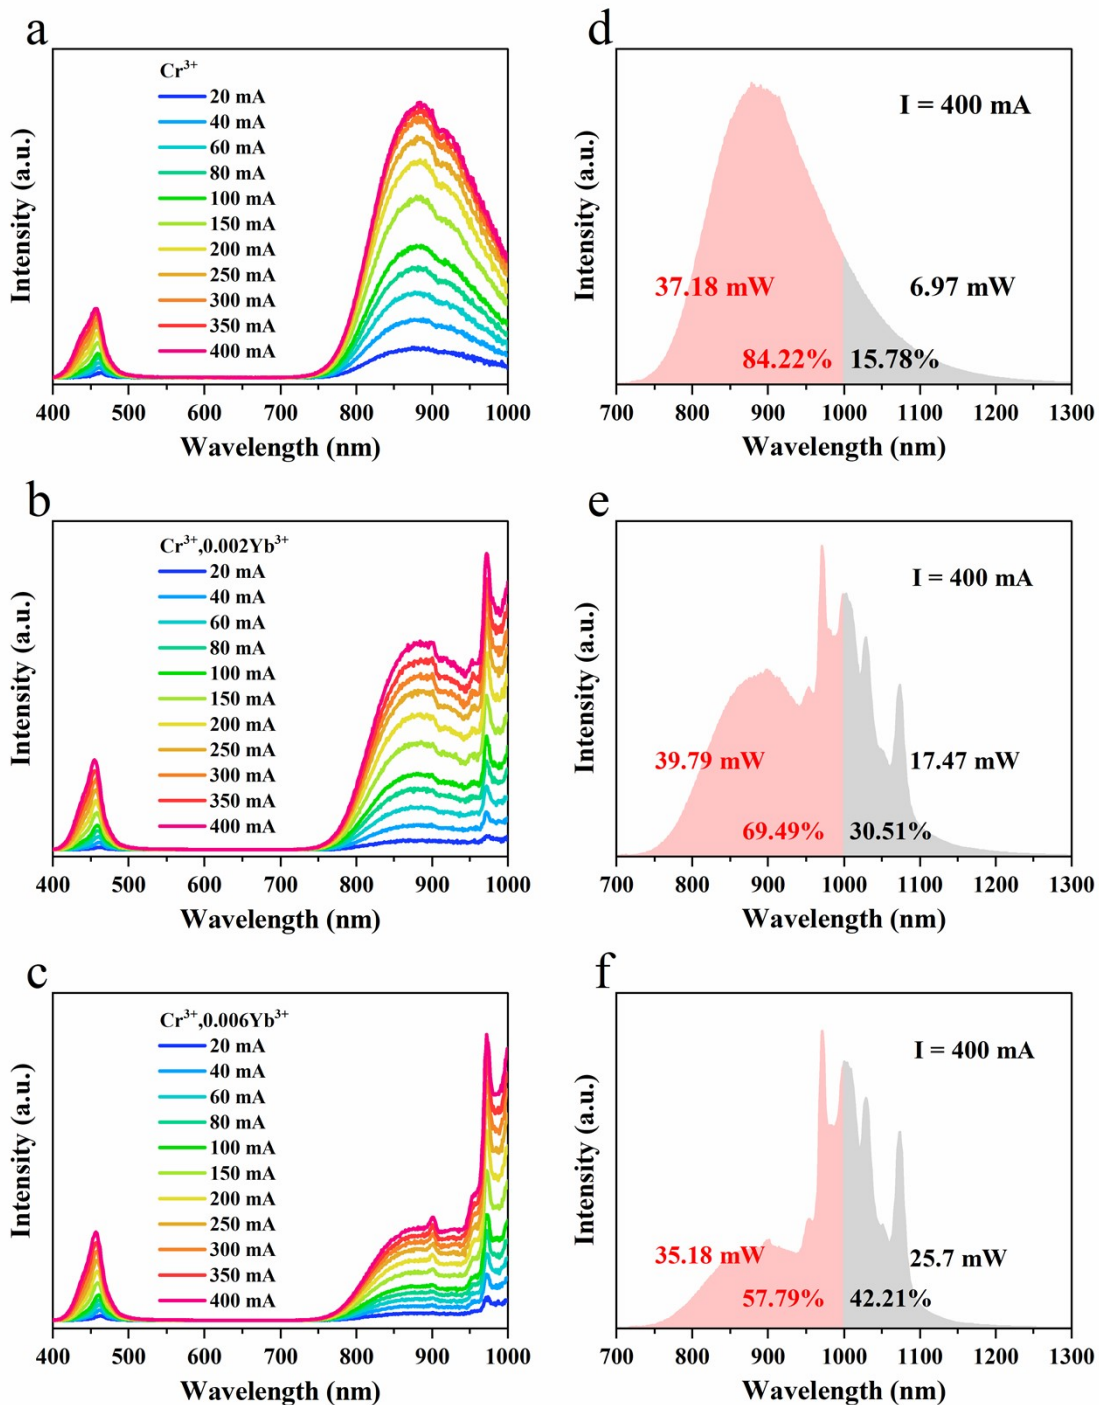 a
Intensity (a.u.)
Cr³⁺
20 mA
40 mA
60 mA
80 mA
100 mA
150 mA
200 mA
250 mA
300 mA
350 mA
400 mA
400 500 600 700 800 900 1000
Wavelength (nm)
d
Intensity (a.u.)
I = 400 mA
37.18 mW
6.97 mW
84.22%
15.78%
700 800 900 1000 1100 1200 1300
Wavelength (nm)
b
Intensity (a.u.)
Cr³⁺,0.002Yb³⁺
20 mA
40 mA
60 mA
80 mA
100 mA
150 mA
200 mA
250 mA
300 mA
350 mA
400 mA
400 500 600 700 800 900 1000
Wavelength (nm)
e
Intensity (a.u.)
I = 400 mA
39.79 mW
17.47 mW
69.49%
30.51%
700 800 900 1000 1100 1200 1300
Wavelength (nm)
c
Intensity (a.u.)
Cr³⁺,0.006Yb³⁺
20 mA
40 mA
60 mA
80 mA
100 mA
150 mA
200 mA
250 mA
300 mA
350 mA
400 mA
400 500 600 700 800 900 1000
Wavelength (nm)
f
Intensity (a.u.)
I = 400 mA
35.18 mW
25.7 mW
57.79%
42.21%
700 800 900 1000 1100 1200 1300
Wavelength (nm)